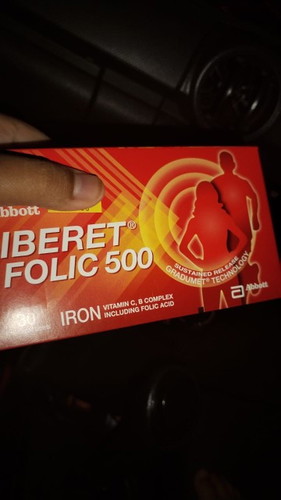 bbott
IBERET®
FOLIC 500
SUSTAINED RELEASE
GRADUMET® TECHNOLOGY
30
IRON VITAMIN C, B COMPLEX
INCLUDING FOLIC ACID
Abbott